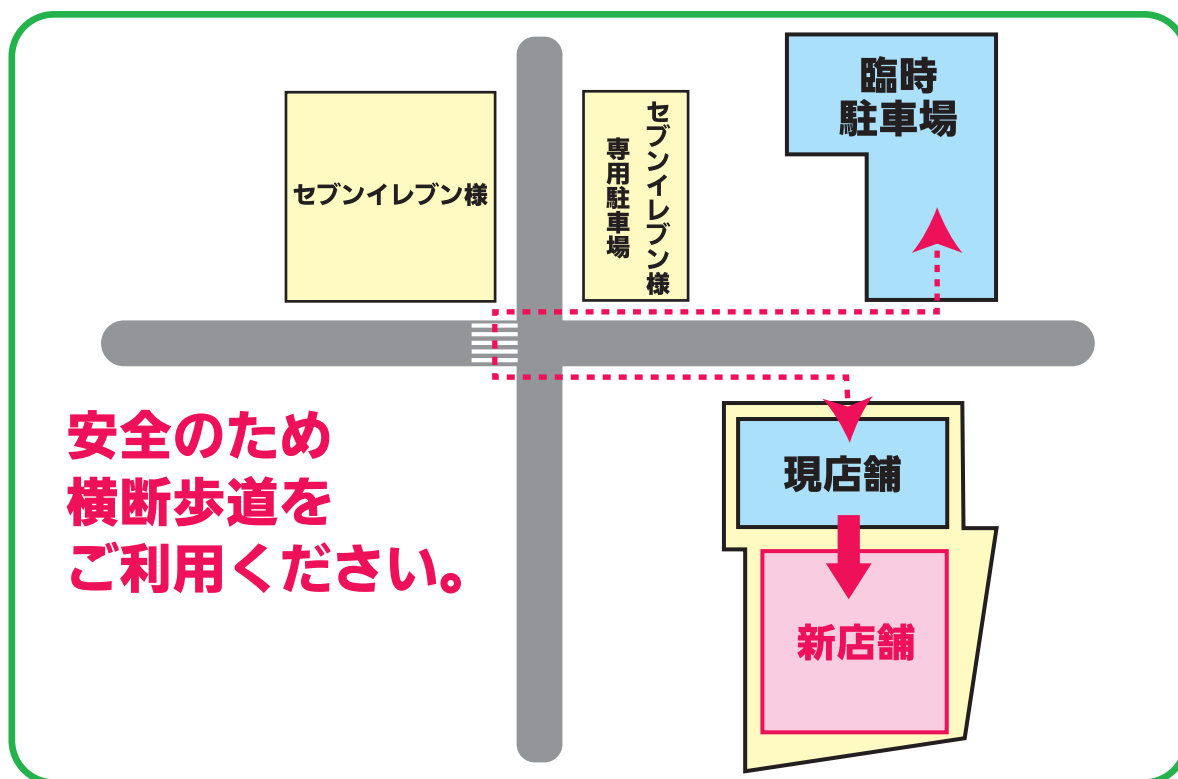 セブンイレブン様
セブンイレブン様
専用駐車場
臨時
駐車場
安全のため
横断歩道を
ご利用ください。
現店舗
新店舗